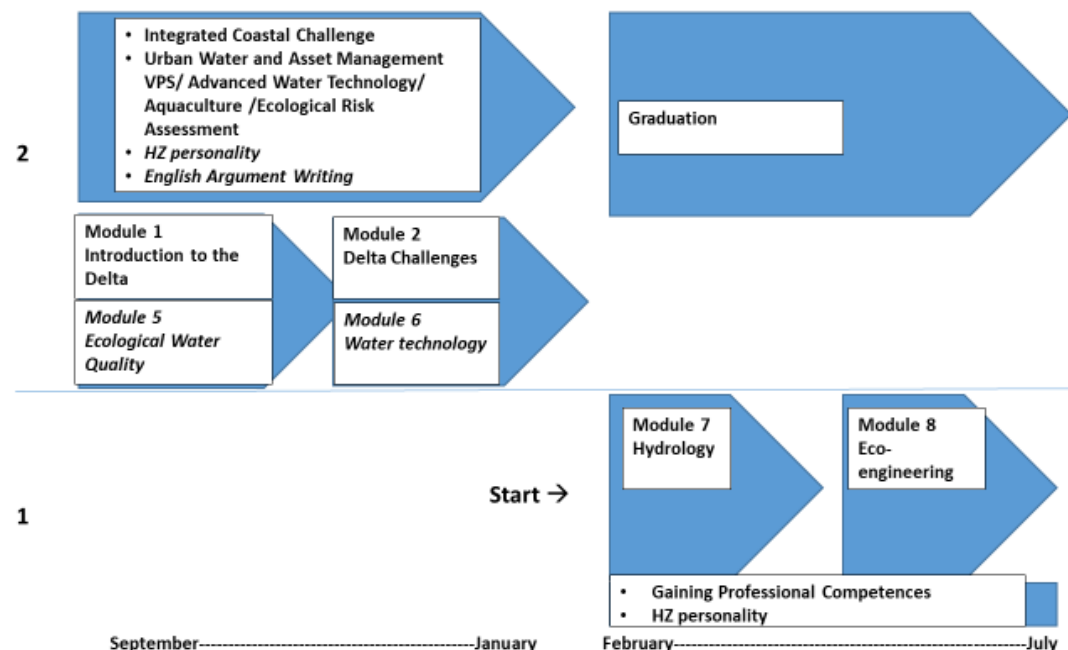 • Integrated Coastal Challenge
• Urban Water and Asset Management
VPS/ Advanced Water Technology/
Aquaculture /Ecological Risk
Assessment
• HZ personality
• English Argument Writing
Graduation
2
Module 1
Introduction to the
Delta
Module 2
Delta Challenges
Module 5
Ecological Water
Quality
Module 6
Water technology
Module 7
Hydrology
Module 8
Eco-
engineering
Start →
1
• Gaining Professional Competences
• HZ personality
September-----------------------------------------January
February-----------------------------------------------------July